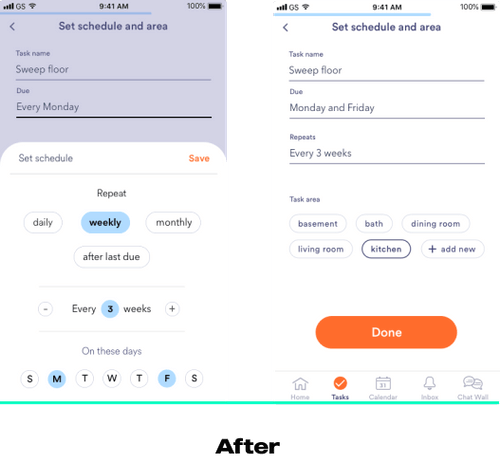 GS 9:41 AM 100%
Set schedule and area
Task name
Sweep floor
Due
Every Monday
Set schedule Save
Repeat
daily weekly monthly
after last due
- Every 3 weeks +
On these days
S M T W T F S
GS 9:41 AM 100%
Set schedule and area
Task name
Sweep floor
Due
Monday and Friday
Repeats
Every 3 weeks
Task area
basement bath dining room
living room kitchen + add new
Done
31
Home Tasks Calendar Inbox Chat Wall
After